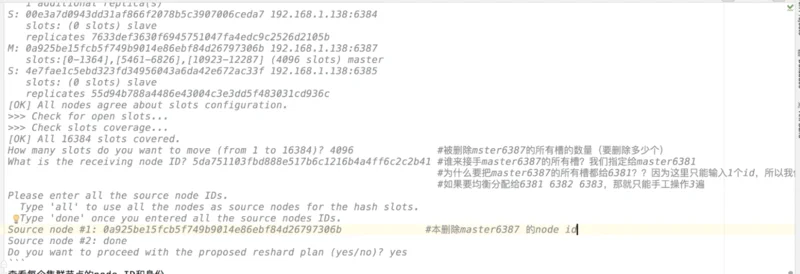 1 additional replica(s)
S: 00e3a7d0943dd31af866f2078b5c3907006ceda7 192.168.1.138:6384
slots: (0 slots) slave
replicates 7633def3630f6945751047fa4edc9c2526d2105b
M: 0a925be15fcb5f749b9014e86ebf84d26797306b 192.168.1.138:6387
slots:[0-1364],[5461-6826],[10923-12287] (4096 slots) master
S: 4e7fae1c5ebd323fd34956043a6da42e672ac33f 192.168.1.138:6385
slots: (0 slots) slave
replicates 55d94b788a4486e43004c3e3dd5f483031cd936c
[OK] All nodes agree about slots configuration.
>>> Check for open slots...
>>> Check slots coverage...
[OK] All 16384 slots covered.
How many slots do you want to move (from 1 to 16384)? 4096 #被删除mster6387的所有槽的数量（要删除多少个）
What is the receiving node ID? 5da751103fbd888e517b6c1216b4a4ff6c2c2b41 #谁来接手master6387的所有槽？我们指定给master6381
#为什么要把master6387的所有槽都给6381？？因为这里只能输入1个id，所以我
#如果要均衡分配给6381 6382 6383，那就只能手工操作3遍
Please enter all the source node IDs.
Type 'all' to use all the nodes as source nodes for the hash slots.
Type 'done' once you entered all the source nodes IDs.
Source node #1: 0a925be15fcb5f749b9014e86ebf84d26797306b #本删除master6387 的node id
Source node #2: done
Do you want to proceed with the proposed reshard plan (yes/no)? yes